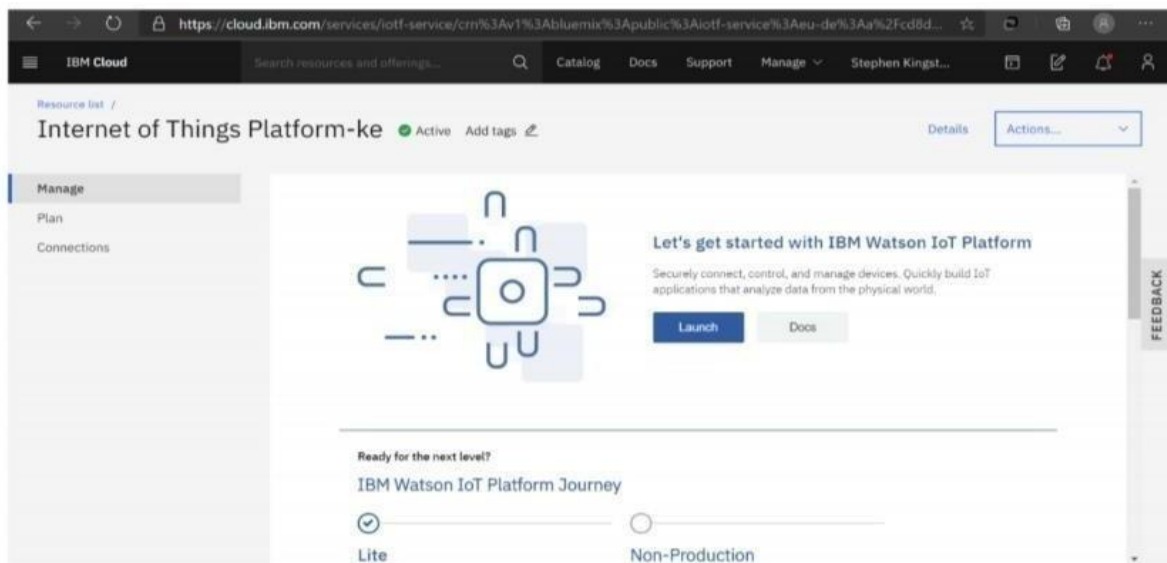 https://cloud.ibm.com/services/iotf-service/crn%3Av1%3Abluemix%3Apublic%3Aiotf-service%3Aeu-de%3Aa%2Fcd8d...
IBM Cloud
Search resources and offerings...
Catalog
Docs
Support
Manage
Stephen Kingst...
Resource list /
Internet of Things Platform-ke
Active
Add tags
Details
Actions...
Manage
Plan
Connections
Let's get started with IBM Watson IoT Platform
Securely connect, control, and manage devices. Quickly build IoT
applications that analyze data from the physical world.
Launch
Docs
FEEDBACK
Ready for the next level?
IBM Watson IoT Platform Journey
Lite
Non-Production